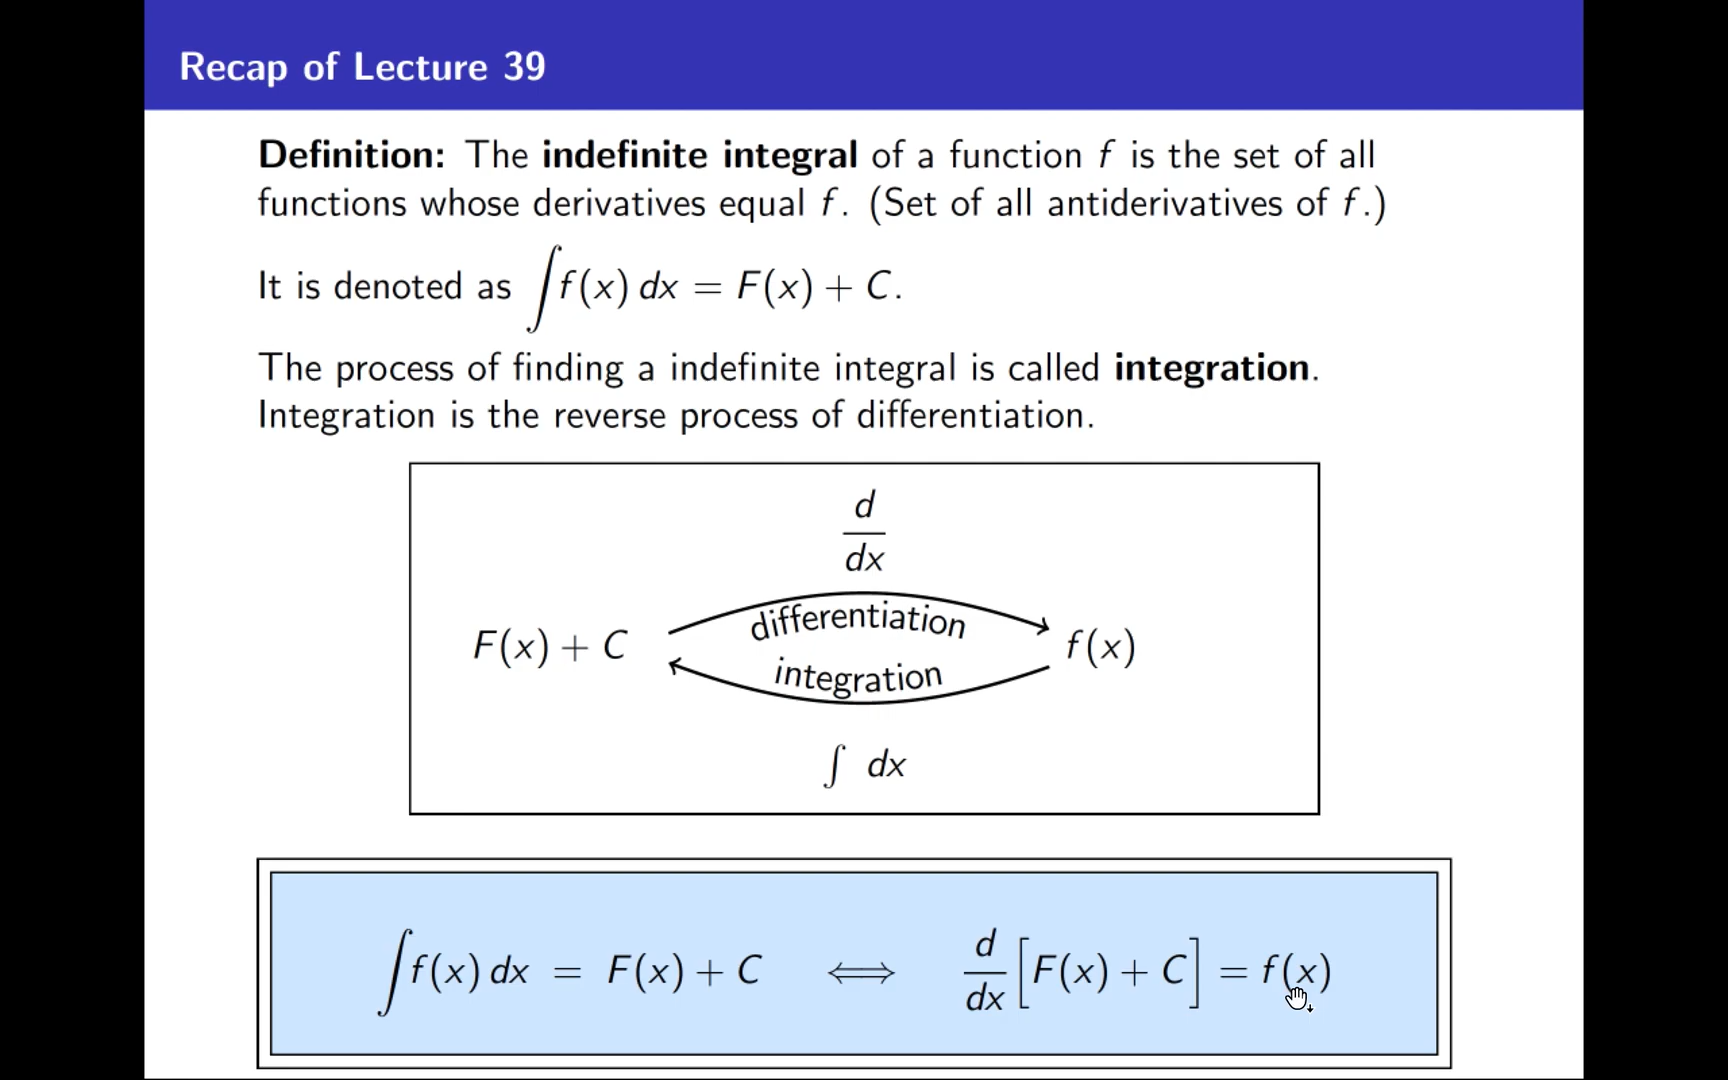 Recap of Lecture 39
Definition: The indefinite integral of a function f is the set of all
functions whose derivatives equal f. (Set of all antiderivatives of f.)
It is denoted as ∫f(x) dx = F(x) + C.
The process of finding a indefinite integral is called integration.
Integration is the reverse process of differentiation.
d
dx
differentiation
F(x) + C f(x)
integration
∫ dx
∫f(x) dx = F(x) + C ⟺ d/dx [F(x) + C] = f(x)